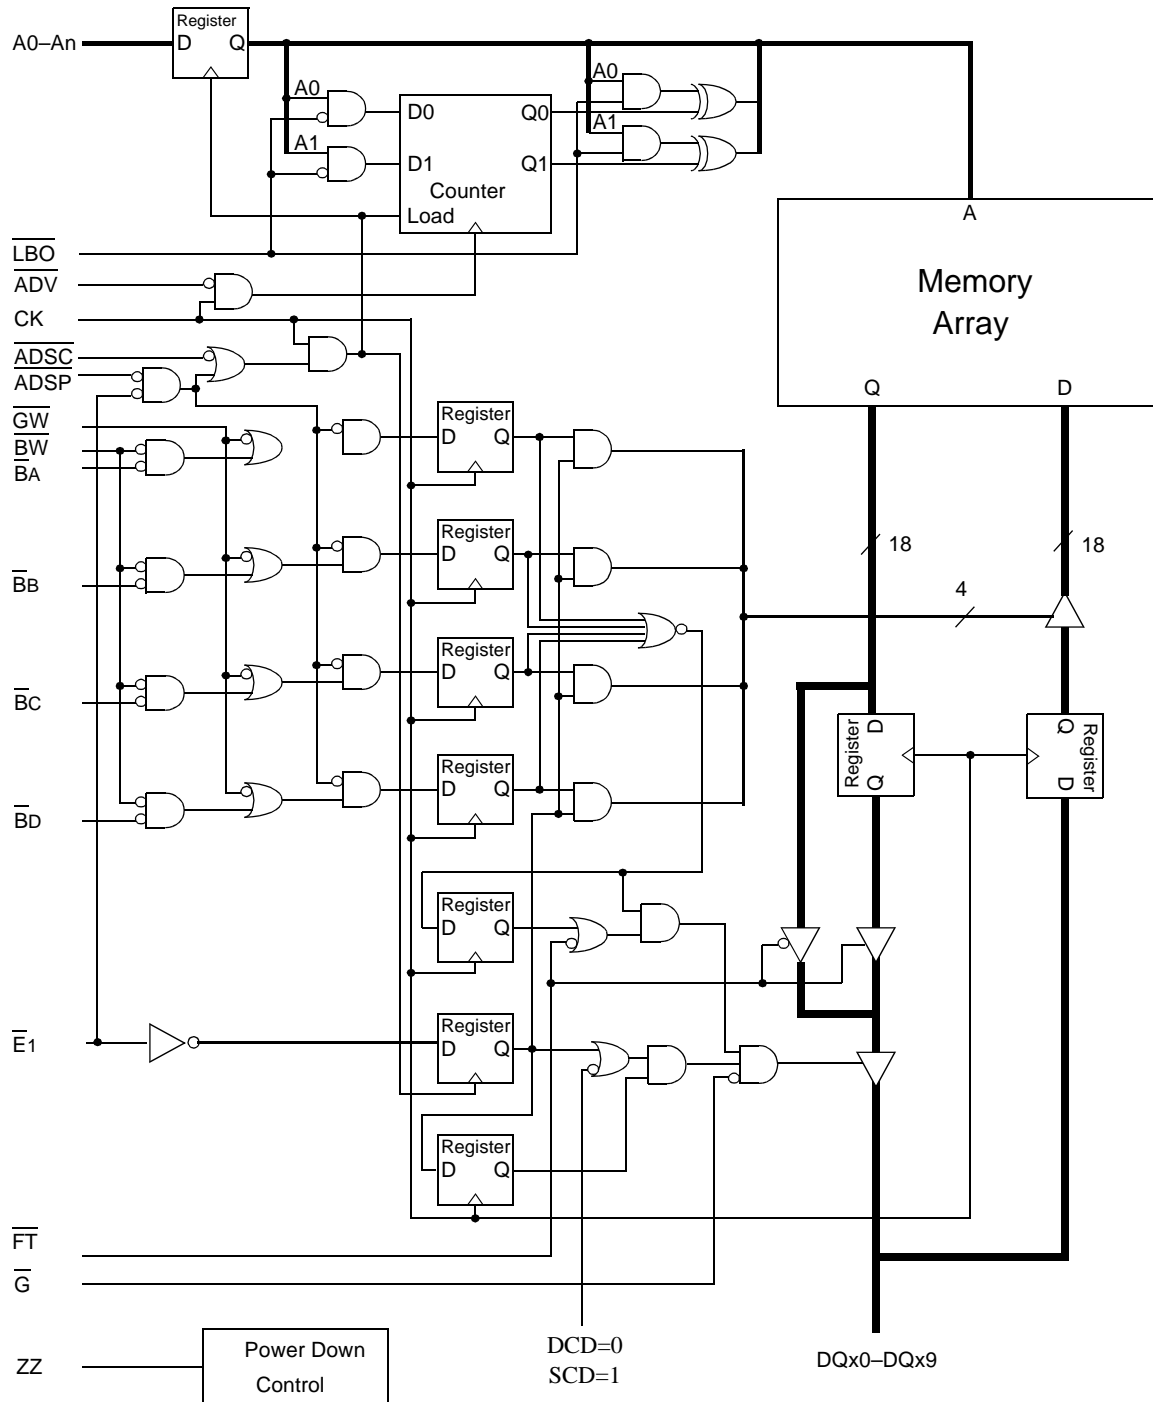 Register
A0–An
D Q
A0
A0
D0
Q0
A1
A1
D1
Q1
Counter
Load
A
LBO
ADV
Memory
Array
CK
ADSC
ADSP
Q D
GW
Register
BW
D Q
BA
Register
D Q
18
18
BB
4
Register
D Q
BC
Register
D
Q
Q
D
Register
Register
D Q
BD
Register
D Q
E1
Register
D Q
Register
D Q
FT
G
DCD=0
SCD=1
DQx0–DQx9
ZZ
Power Down
Control